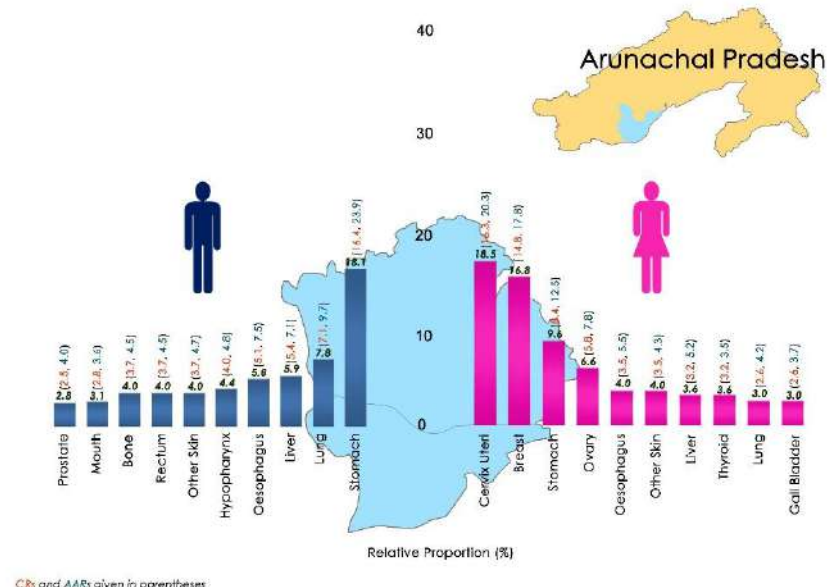 Arunachal Pradesh
40
30
20
10
0
2.8 [2.5, 4.0]
3.1 [2.8, 3.6]
4.0 [3.7, 4.5]
4.0 [3.7, 4.5]
4.0 [3.7, 4.7]
4.4 [4.0, 4.8]
5.8 [5.1, 7.5]
5.9 [5.4, 7.1]
7.8 [7.1, 9.7]
18.1 [16.4, 23.9]
18.5 [16.3, 20.3]
16.8 [14.8, 17.8]
9.6 [8.4, 12.5]
6.6 [5.8, 7.8]
4.0 [3.5, 5.5]
4.0 [3.5, 4.3]
3.6 [3.2, 5.2]
3.6 [3.2, 3.5]
3.0 [2.6, 4.2]
3.0 [2.6, 3.7]
Prostate
Mouth
Bone
Rectum
Other Skin
Hypopharynx
Oesophagus
Liver
Lung
Stomach
Cervix Uteri
Breast
Stomach
Ovary
Oesophagus
Other Skin
Liver
Thyroid
Lung
Gall Bladder
Relative Proportion (%)
CRs and AARs given in parentheses